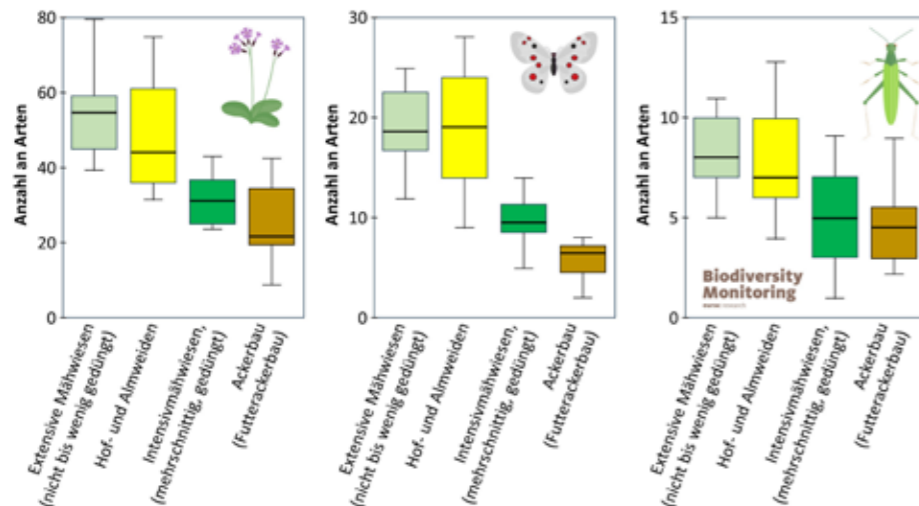 Anzahl an Arten
80
60
40
20
0
Extensive Mähwiesen
(nicht bis wenig gedüngt)
Hof- und Almweiden
Intensivmähwiesen,
(mehrschnittig, gedüngt)
Ackerbau
(Futterackerbau)
Anzahl an Arten
30
20
10
0
Extensive Mähwiesen
(nicht bis wenig gedüngt)
Hof- und Almweiden
Intensivmähwiesen,
(mehrschnittig, gedüngt)
Ackerbau
(Futterackerbau)
Anzahl an Arten
15
10
5
0
Biodiversity
Monitoring
Extensive Mähwiesen
(nicht bis wenig gedüngt)
Hof- und Almweiden
Intensivmähwiesen,
(mehrschnittig, gedüngt)
Ackerbau
(Futterackerbau)